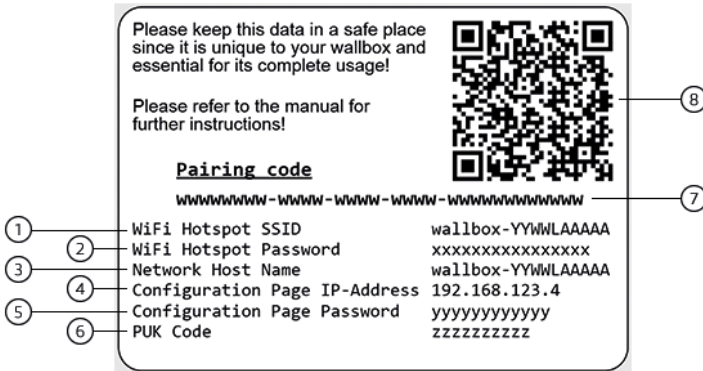 Please keep this data in a safe place
since it is unique to your wallbox and
essential for its complete usage!
Please refer to the manual for
further instructions!
8
Pairing code
wwwwwwww-wwww-wwww-wwww-wwwwwwwwwwww
7
1 WiFi Hotspot SSID wallbox-YYWWLAAAAA
2 WiFi Hotspot Password xxxxxxxxxxxxxxxx
3 Network Host Name wallbox-YYWWLAAAAA
4 Configuration Page IP-Address 192.168.123.4
5 Configuration Page Password yyyyyyyyyyyy
6 PUK Code zzzzzzzzzz